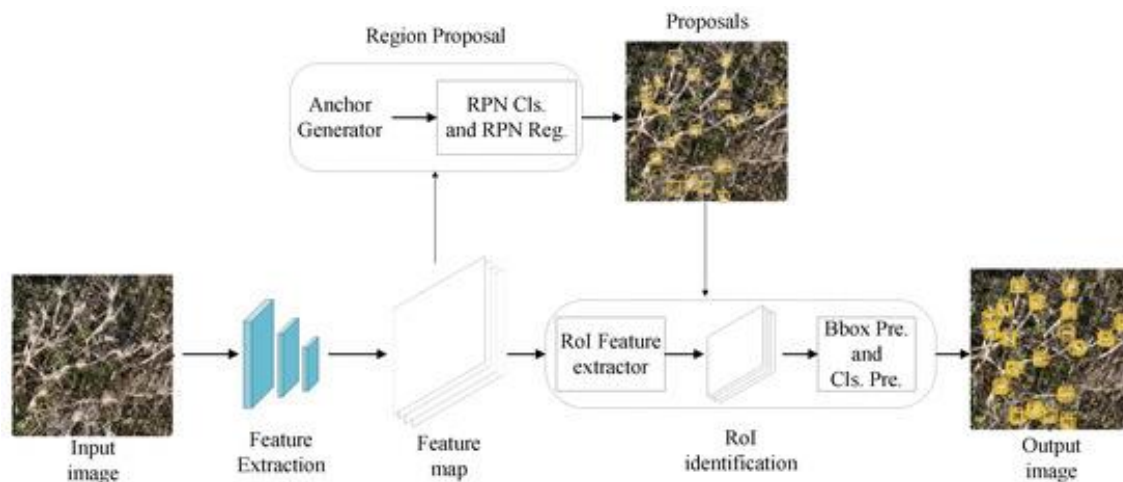 Region Proposal
Proposals
Anchor
Generator
RPN Cls.
and RPN Reg.
Input
image
Feature
Extraction
Feature
map
RoI Feature
extractor
Bbox Pre.
and
Cls. Pre.
RoI
identification
Output
image